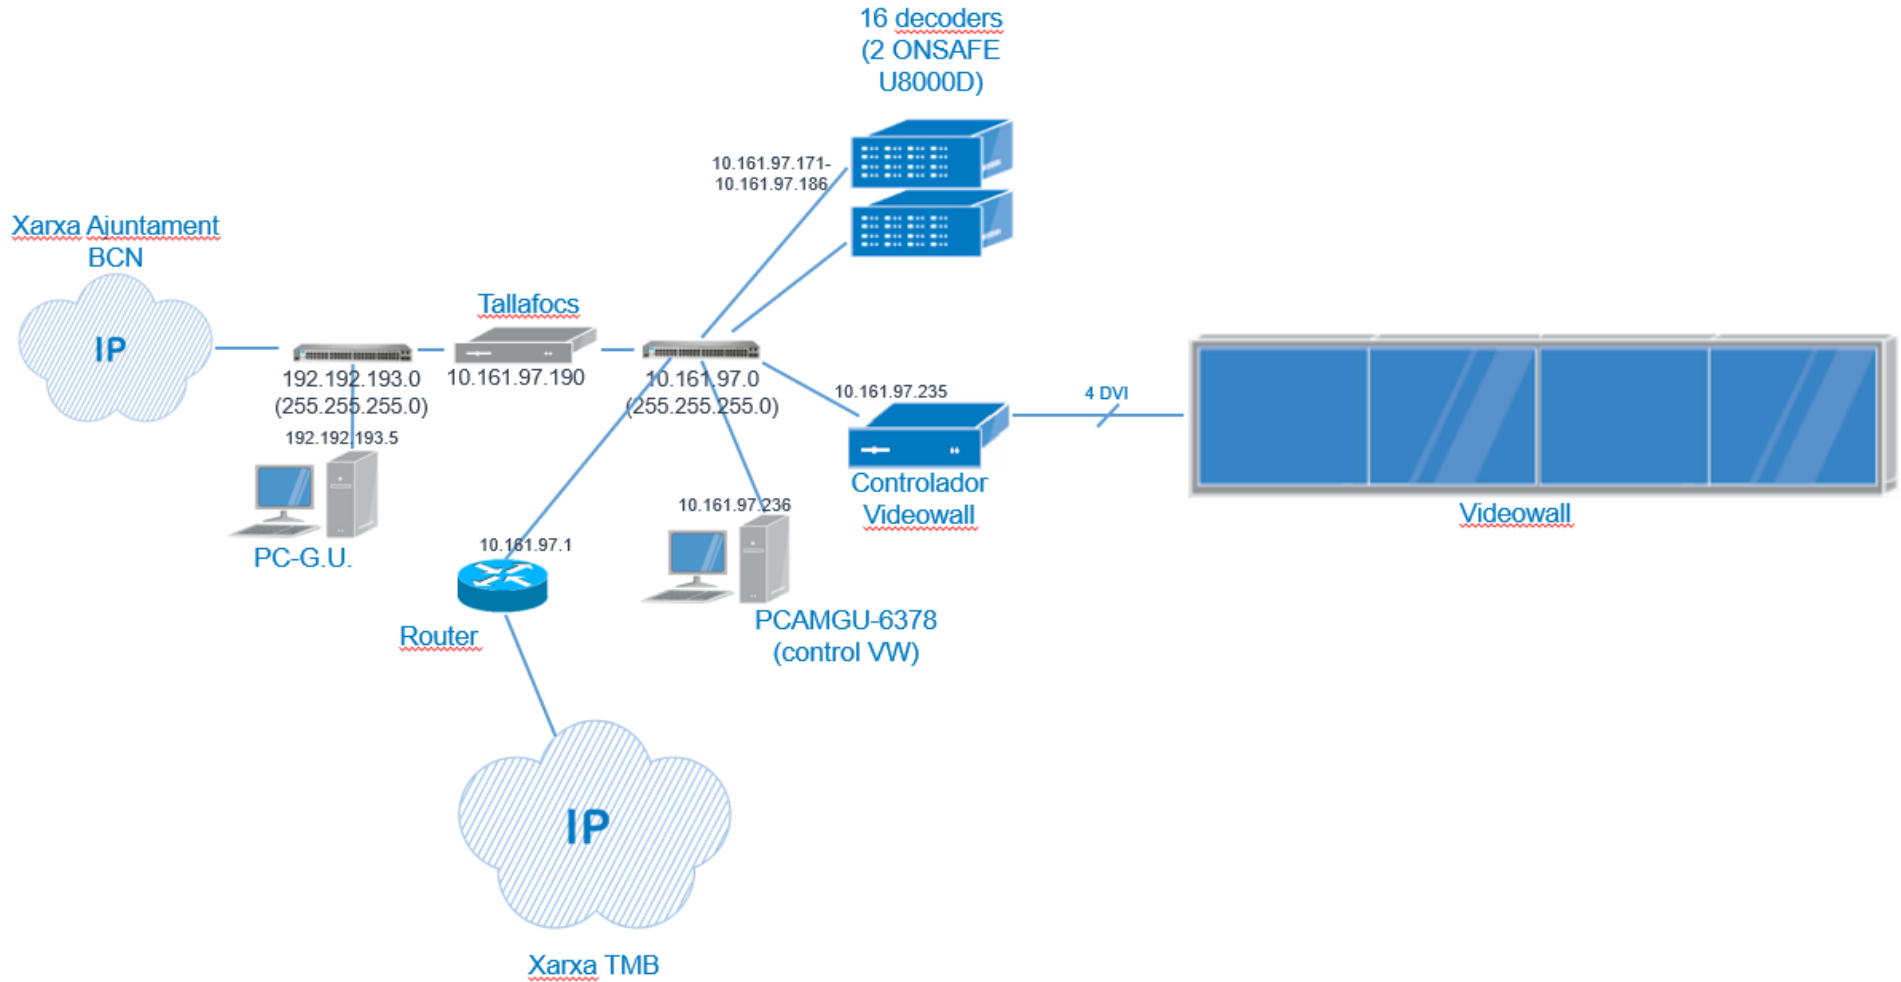 16 decoders
(2 ONSAFE
U8000D)
10.161.97.171-
10.161.97.186
Xarxa Ajuntament
BCN
IP
Tallafocs
192.192.193.0
(255.255.255.0)
10.161.97.190
10.161.97.0
(255.255.255.0)
10.161.97.235
4 DVI
192.192.193.5
PC-G.U.
Controlador
Videowall
Videowall
10.161.97.236
10.161.97.1
Router
PCAMGU-6378
(control VW)
IP
Xarxa TMB